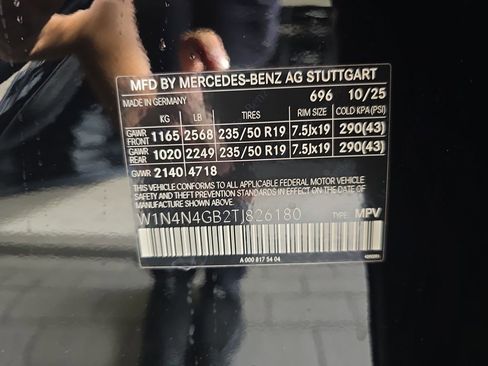 MFD BY MERCEDES-BENZ AG STUTTGART
MADE IN GERMANY 696 10/25
KG LB TIRES RIM SIZE COLD KPA(PSI)
GAWR FRONT 1165 2568 235/50 R19 7.5Jx19 290(43)
GAWR REAR 1020 2249 235/50 R19 7.5Jx19 290(43)
GVWR 2140 4718
THIS VEHICLE CONFORMS TO ALL APPLICABLE FEDERAL MOTOR VEHICLE
SAFETY AND THEFT PREVENTION STANDARDS IN EFFECT ON THE DATE
OF MANUFACTURE SHOWN ABOVE.
W1N4N4GB2TJ826180 TYPE: MPV
A 000 817 54 04